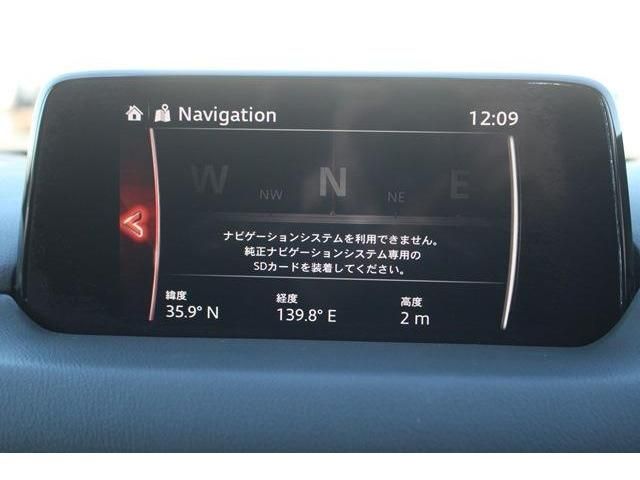 Navigation 12:09
W NW N NE E
ナビゲーションシステムを利用できません。
純正ナビゲーションシステム専用の
SDカードを装着してください。
緯度 経度 高度
35.9° N 139.8° E 2 m